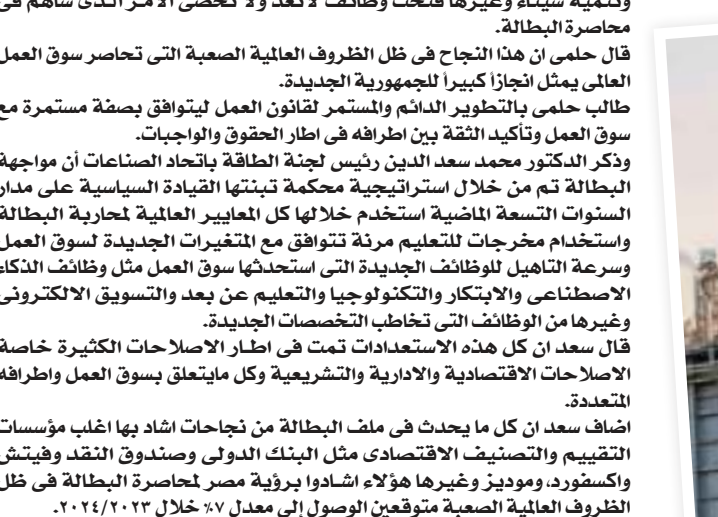 وتنمية سيناء وغيرها فتحت وظائف لا تعد ولا تحصى الأمر الذى ساهم فى
محاصرة البطالة.
قال حلمى ان هذا النجاح فى ظل الظروف العالمية الصعبة التى تحاصر سوق العمل
العالمى يمثل انجازاً كبيراً للجمهورية الجديدة.
طالب حلمى بالتطوير الدائم والمستمر لقانون العمل ليتوافق بصفة مستمرة مع
سوق العمل وتأكيد الثقة بين اطرافه فى اطار الحقوق والواجبات.
وذكر الدكتور محمد سعد الدين رئيس لجنة الطاقة باتحاد الصناعات أن مواجهة
البطالة تم من خلال استراتيجية محكمة تبنتها القيادة السياسية على مدار
السنوات التسعة الماضية استخدم خلالها كل المعايير العالمية لمحاربة البطالة
واستخدام مخرجات للتعليم مرنة تتوافق مع المتغيرات الجديدة لسوق العمل
وسرعة التاهيل للوظائف الجديدة التى استحدثها سوق العمل مثل وظائف الذكاء
الاصطناعى والابتكار والتكنولوجيا والتعليم عن بعد والتسويق الالكترونى
وغيرها من الوظائف التى تخاطب التخصصات الجديدة.
قال سعد ان كل هذه الاستعدادات تمت فى اطار الاصلاحات الكثيرة خاصة
الاصلاحات الاقتصادية والادارية والتشريعية وكل مايتعلق بسوق العمل واطرافه
المتعددة.
اضاف سعد ان كل ما يحدث فى ملف البطالة من نجاحات اشاد بها اغلب مؤسسات
التقييم والتصنيف الاقتصادى مثل البنك الدولى وصندوق النقد وفيتش
واكسفورد، وموديز وغيرها هؤلاء اشادوا برؤية مصر لمحاصرة البطالة فى ظل
الظروف العالمية الصعبة متوقعين الوصول إلى معدل ٧٪ خلال ٢٠٢٤/٢٠٢٣.